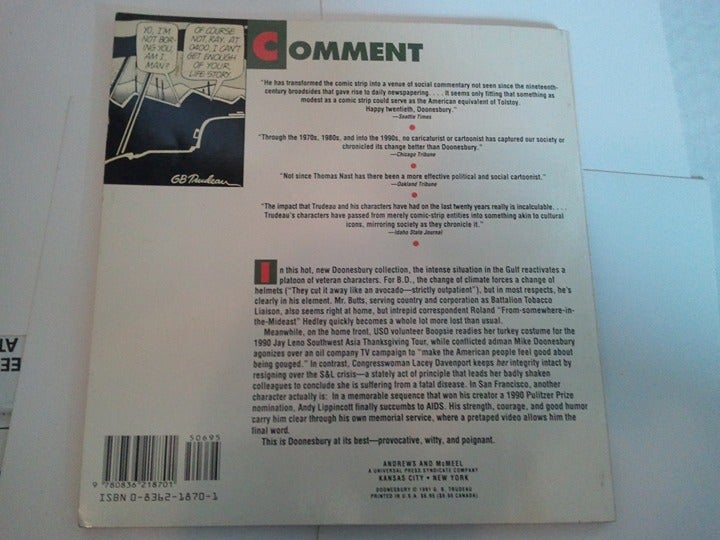 YO, I'M
NOT BOR-
ING YOU,
AM I,
MAN?
OF COURSE
NOT, RAY. AT
0400, I CAN'T
GET ENOUGH
OF YOUR
LIFE STORY.
GB Trudeau
COMMENT
"He has transformed the comic strip into a venue of social commentary not seen since the nineteenth-
century broadsides that gave rise to daily newspapering. . . . It seems only fitting that something as
modest as a comic strip could serve as the American equivalent of Tolstoy.
Happy twentieth, Doonesbury."
—Seattle Times
"Through the 1970s, 1980s, and into the 1990s, no caricaturist or cartoonist has captured our society or
chronicled its change better than Doonesbury."
—Chicago Tribune
"Not since Thomas Nast has there been a more effective political and social cartoonist."
—Oakland Tribune
"The impact that Trudeau and his characters have had on the last twenty years really is incalculable. . . .
Trudeau's characters have passed from merely comic-strip entities into something akin to cultural
icons, mirroring society as they chronicle it."
—Idaho State Journal
In this hot, new Doonesbury collection, the intense situation in the Gulf reactivates a
platoon of veteran characters. For B.D., the change of climate forces a change of
helmets ("They cut it away like an avocado—strictly outpatient"), but in most respects, he's
clearly in his element. Mr. Butts, serving country and corporation as Battalion Tobacco
Liaison, also seems right at home, but intrepid correspondent Roland "From-somewhere-in-
the-Mideast" Hedley quickly becomes a whole lot more lost than usual.
Meanwhile, on the home front, USO volunteer Boopsie readies her turkey costume for the
1990 Jay Leno Southwest Asia Thanksgiving Tour, while conflicted adman Mike Doonesbury
agonizes over an oil company TV campaign to "make the American people feel good about
being gouged." In contrast, Congresswoman Lacey Davenport keeps her integrity intact by
resigning over the S&L crisis—a stately act of principle that leads her badly shaken
colleagues to conclude she is suffering from a fatal disease. In San Francisco, another
character actually is: In a memorable sequence that won his creator a 1990 Pulitzer Prize
nomination, Andy Lippincott finally succumbs to AIDS. His strength, courage, and good humor
carry him clear through his own memorial service, where a pretaped video allows him the
final word.
This is Doonesbury at its best—provocative, witty, and poignant.
ANDREWS AND McMEEL
A UNIVERSAL PRESS SYNDICATE COMPANY
KANSAS CITY • NEW YORK
DOONESBURY © 1991 G. B. TRUDEAU
PRINTED IN U.S.A. $6.95 ($9.95 CANADA)
50695
9 780836 218701
ISBN 0-8362-1870-1